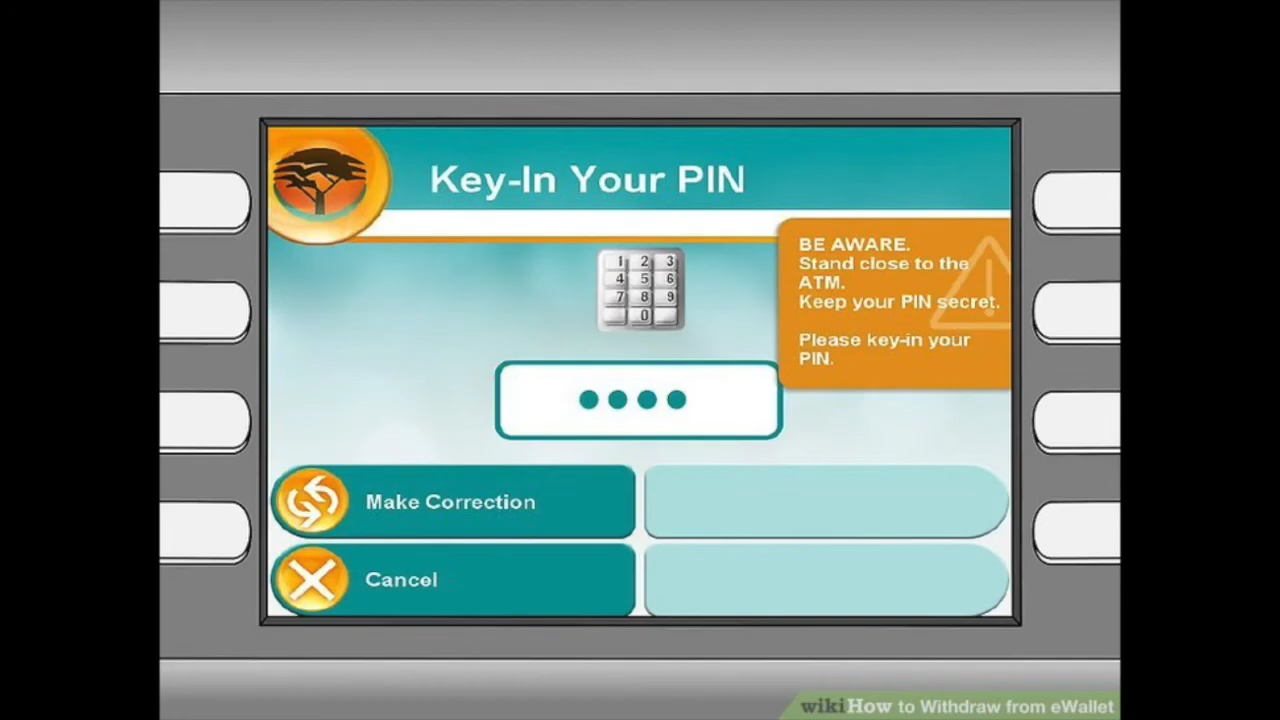 Key-In Your PIN
BE AWARE.
Stand close to the
ATM.
Keep your PIN secret.
Please key-in your
PIN.
1 2 3
4 5 6
7 8 9
0
Make Correction
Cancel
wikiHow to Withdraw from eWallet